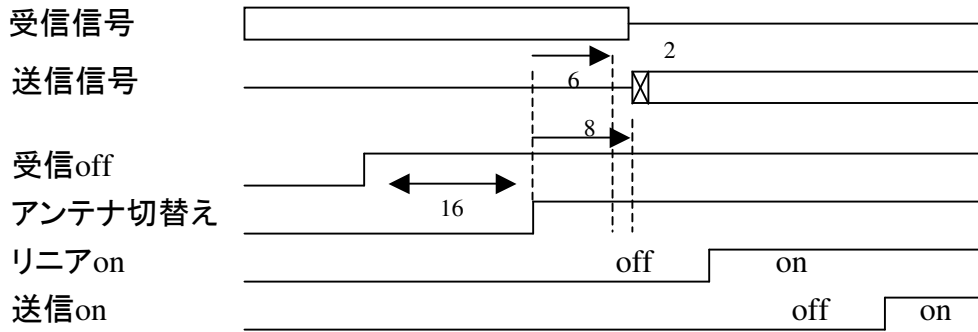 受信信号
2
送信信号
6
8
受信off
16
アンテナ切替え
リニアon off on
送信on off on